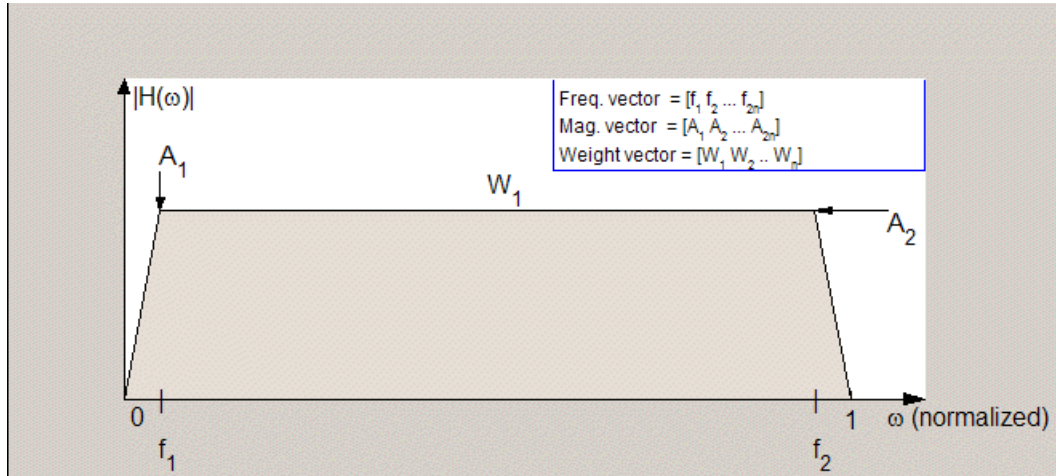 |H(ω)|
Freq. vector = [f₁ f₂ ... f₂ₙ]
Mag. vector = [A₁ A₂ ... A₂ₙ]
Weight vector = [W₁ W₂ .. Wₙ]
A₁
W₁
A₂
0
1
ω (normalized)
f₁
f₂